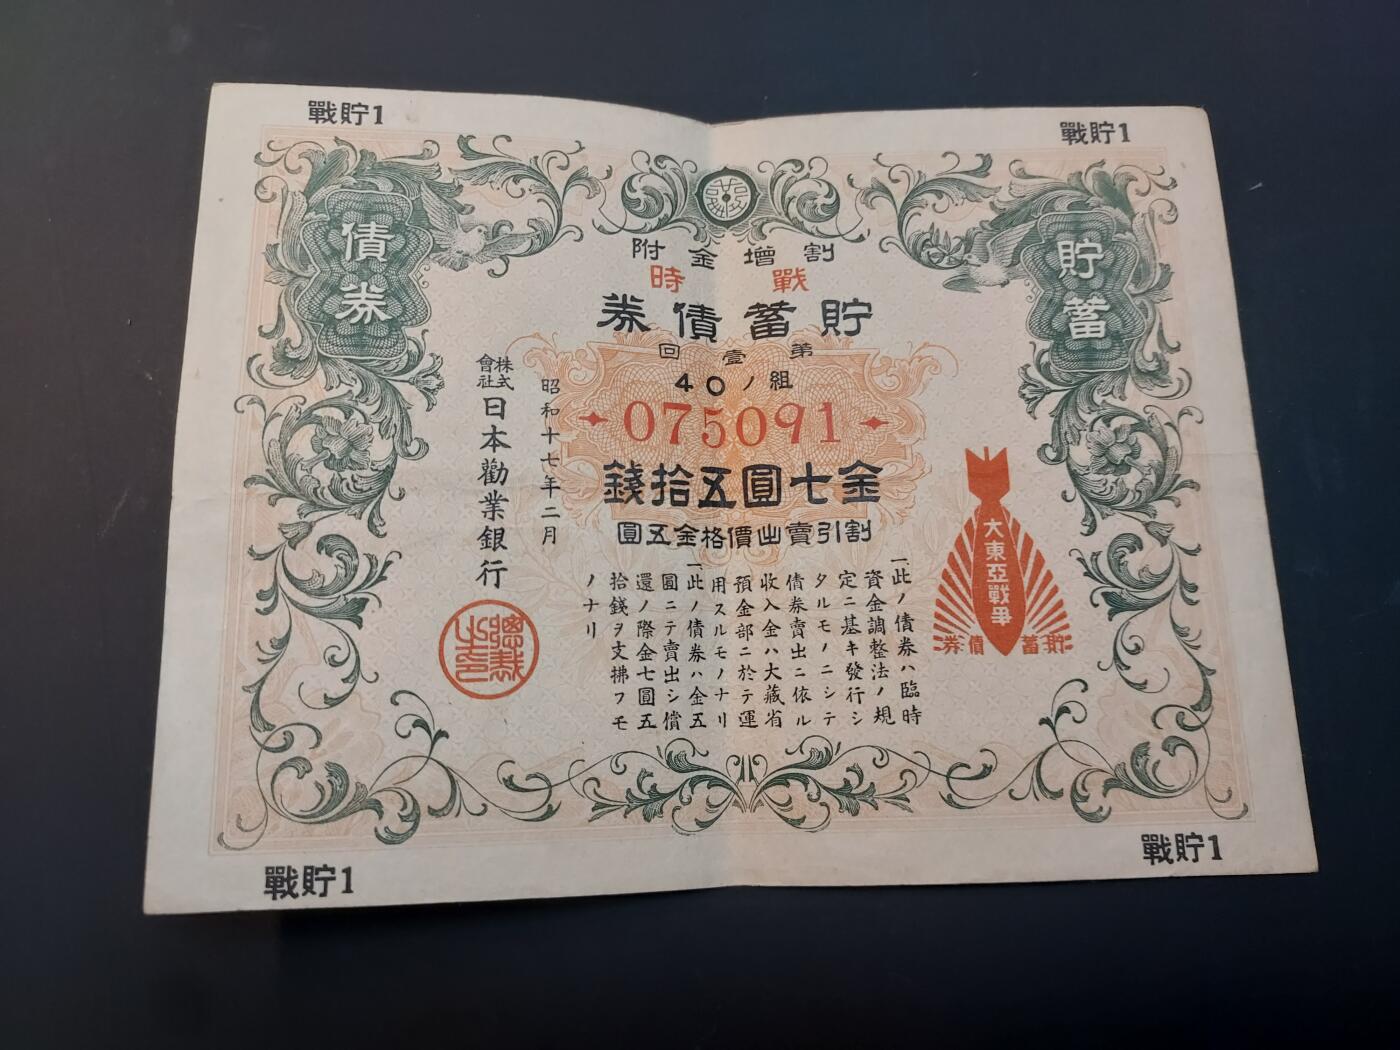 戰貯1
戰貯1
貯蓄
債券
割增金附
戰時
貯蓄債券
第壹回
40ノ組
075091
金七圓五拾錢
割引賣出價格金五圓
大東亞戰爭
貯蓄債券
一、此ノ債券ハ臨時
資金調整法ノ規
定ニ基キ發行シ
タルモノニシテ
債券賣出ニ依ル
收入金ハ大藏省
預金部ニ於テ運
用スルモノナリ
一、此ノ債券ハ金五
圓ニテ賣出シ償
還ノ際金七圓五
拾錢ヲ支拂フモ
ノナリ
昭和十七年二月
株式會社日本勸業銀行
總裁之印
戰貯1
戰貯1